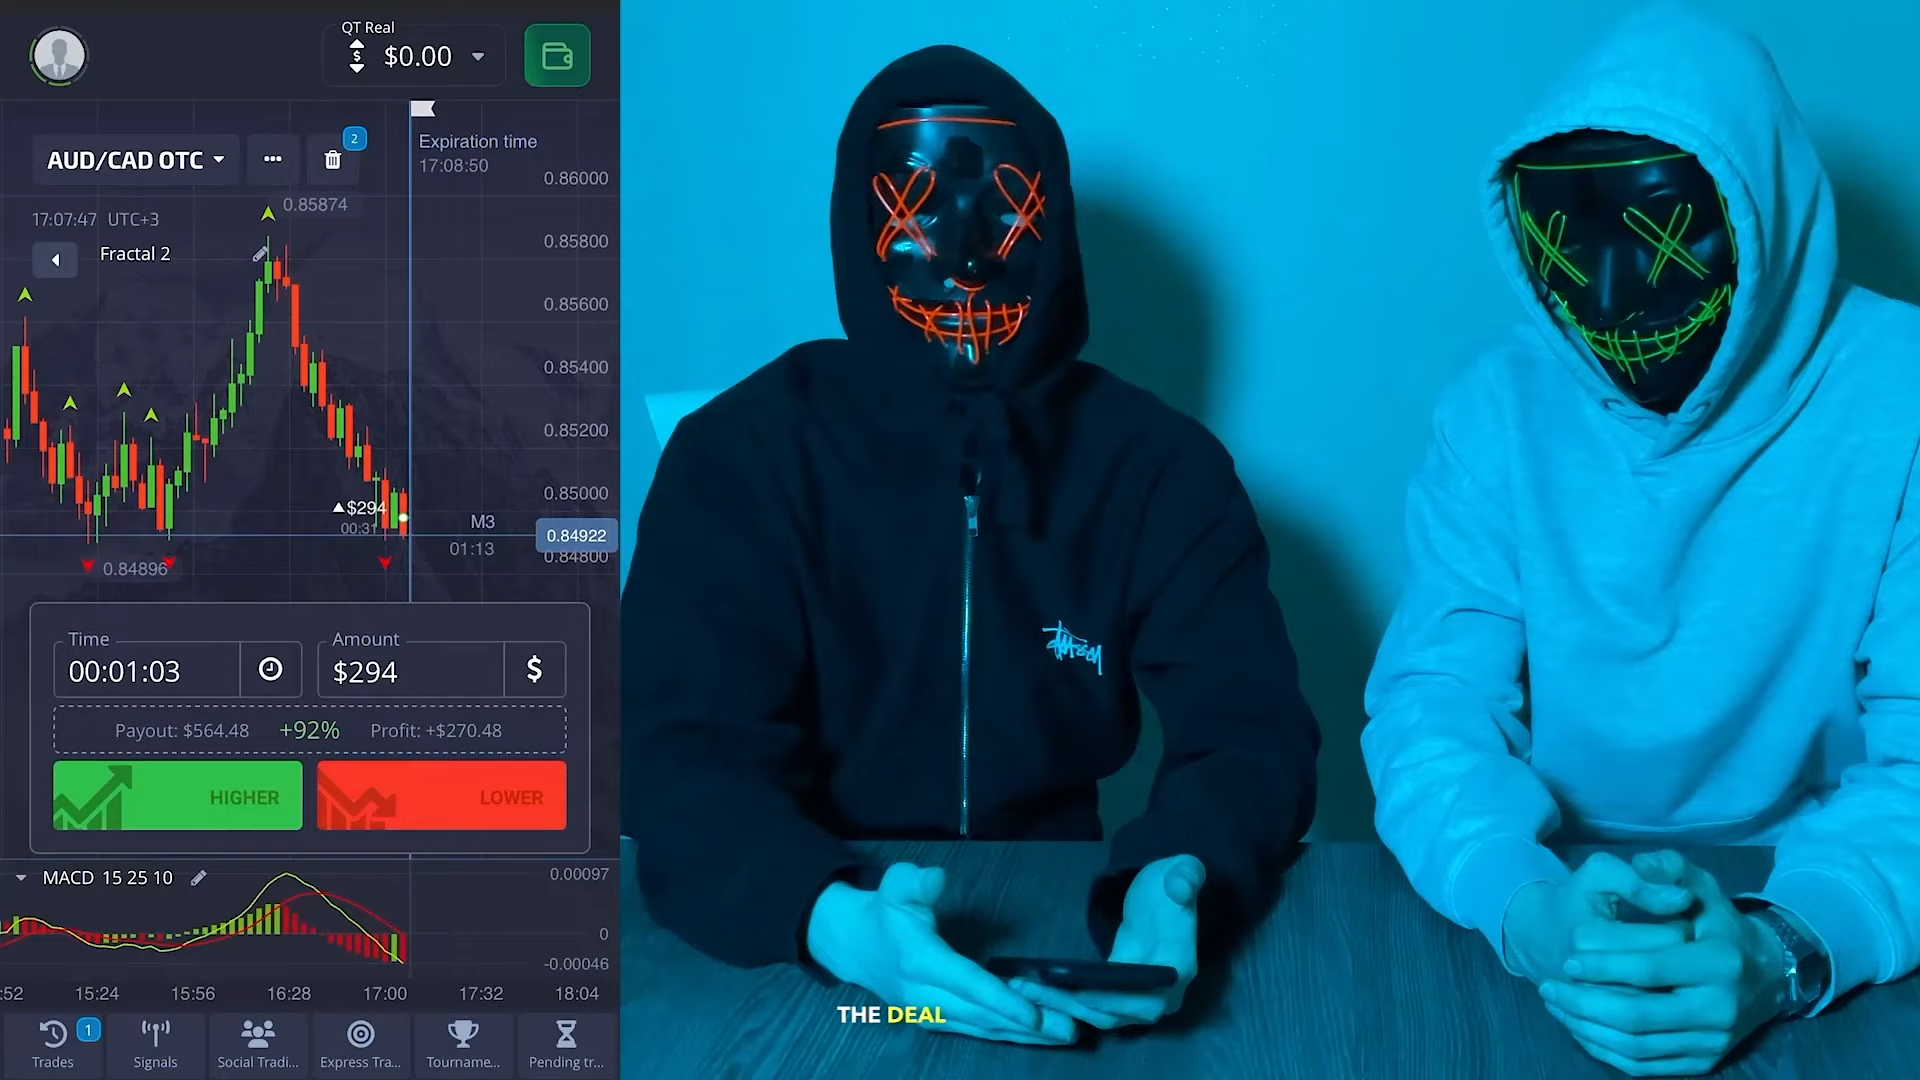 QT Real
$0.00
AUD/CAD OTC
2
Expiration time
17:08:50
0.86000
0.85874
17:07:47 UTC+3
0.85800
Fractal 2
0.85600
0.85400
0.85200
0.85000
$294
00:31
M3
0.84922
01:13
0.84800
0.84896
Time
00:01:03
Amount
$294
$
Payout: $564.48 +92% Profit: +$270.48
HIGHER
LOWER
MACD 15 25 10
0.00097
0
-0.00046
:52 15:24 15:56 16:28 17:00 17:32 18:04
1
Trades
Signals
Social Tradi...
Express Tra...
Tourname...
Pending tr...
Stussy
THE DEAL